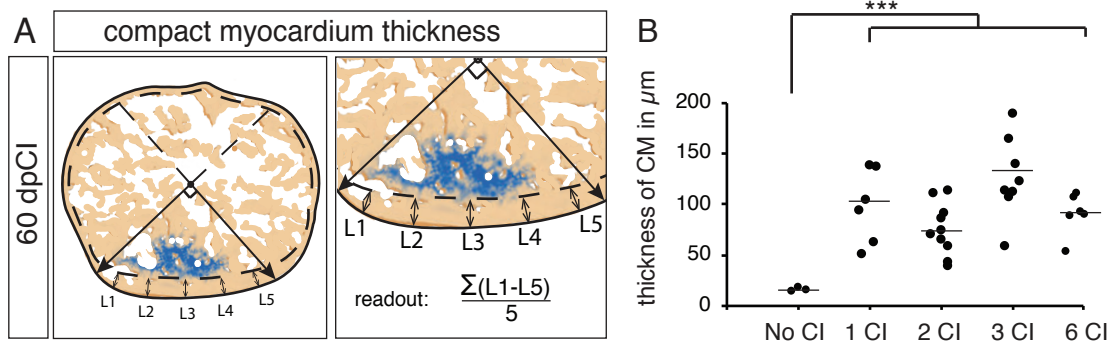 A
compact myocardium thickness
60 dpCI
L1
L2
L3
L4
L5
L1
L2
L3
L4
L5
readout: Σ(L1-L5)
5
B
***
thickness of CM in µm
200
150
100
50
0
No CI 1 CI 2 CI 3 CI 6 CI